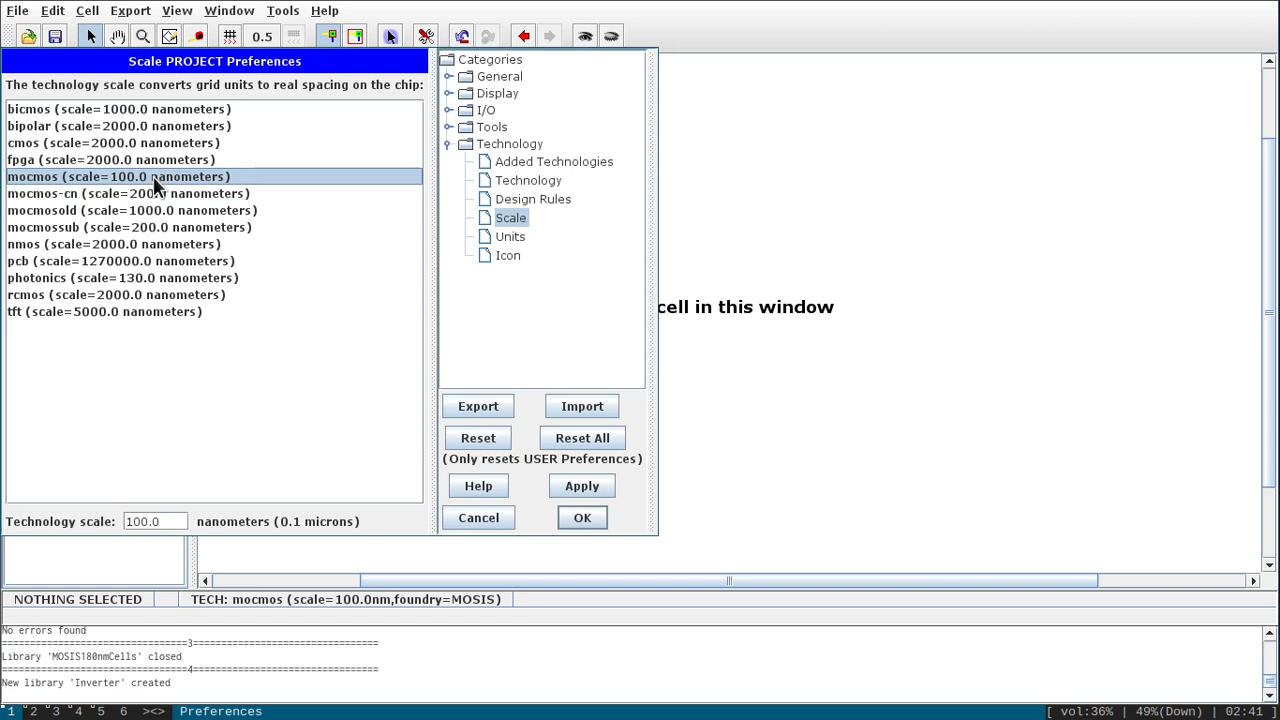 File Edit Cell Export View Window Tools Help
0.5
Scale PROJECT Preferences
The technology scale converts grid units to real spacing on the chip:
bicmos (scale=1000.0 nanometers)
bipolar (scale=2000.0 nanometers)
cmos (scale=2000.0 nanometers)
fpga (scale=2000.0 nanometers)
mocmos (scale=100.0 nanometers)
mocmos-cn (scale=200. nanometers)
mocmosold (scale=1000.0 nanometers)
mocmossub (scale=200.0 nanometers)
nmos (scale=2000.0 nanometers)
pcb (scale=1270000.0 nanometers)
photonics (scale=130.0 nanometers)
rcmos (scale=2000.0 nanometers)
tft (scale=5000.0 nanometers)
Technology scale: 100.0 nanometers (0.1 microns)
Categories
General
Display
I/O
Tools
Technology
Added Technologies
Technology
Design Rules
Scale
Units
Icon
Export Import
Reset Reset All
(Only resets USER Preferences)
Help Apply
Cancel OK
cell in this window
NOTHING SELECTED TECH: mocmos (scale=100.0nm,foundry=MOSIS)
No errors found
================================3================================
Library 'MOSIS180nmCells' closed
================================4================================
New library 'Inverter' created
1 2 3 4 5 6 ><> Preferences [ vol:36% | 49%(Down) | 02:41 ]